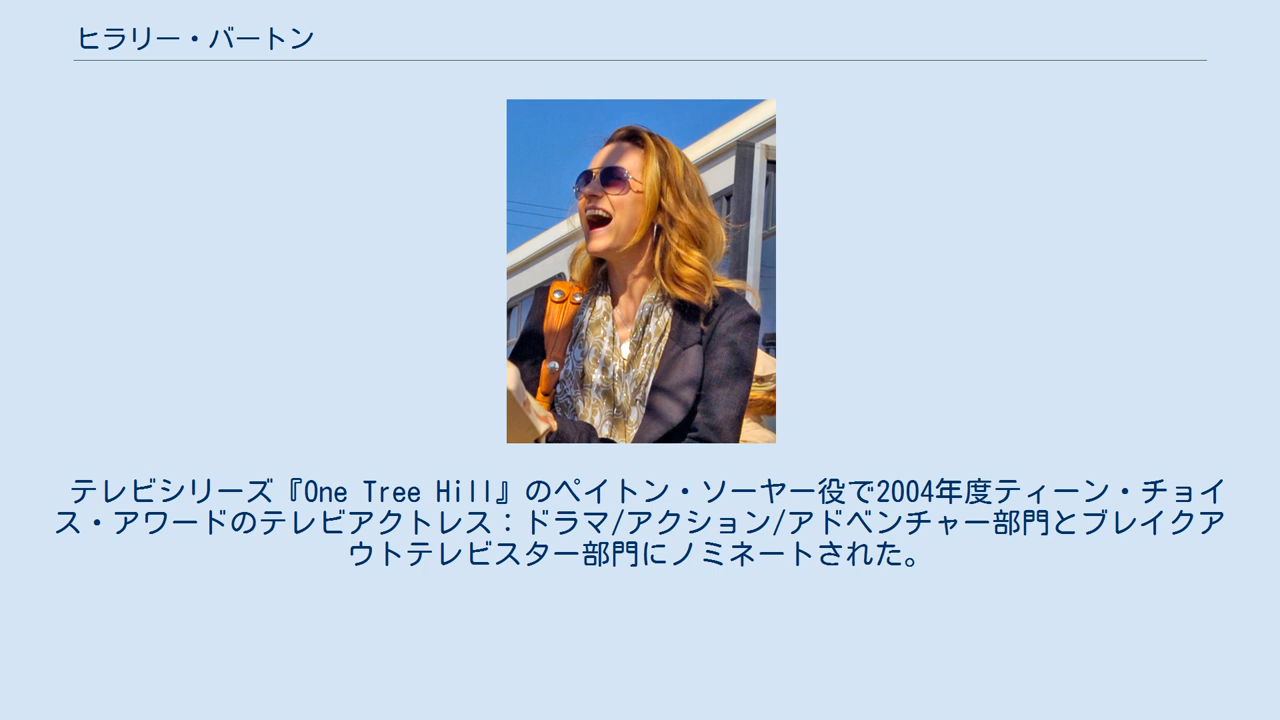 ヒラリー・バートン
テレビシリーズ『One Tree Hill』のペイトン・ソーヤー役で2004年度ティーン・チョイ
ス・アワードのテレビアクトレス：ドラマ/アクション/アドベンチャー部門とブレイクア
ウトテレビスター部門にノミネートされた。